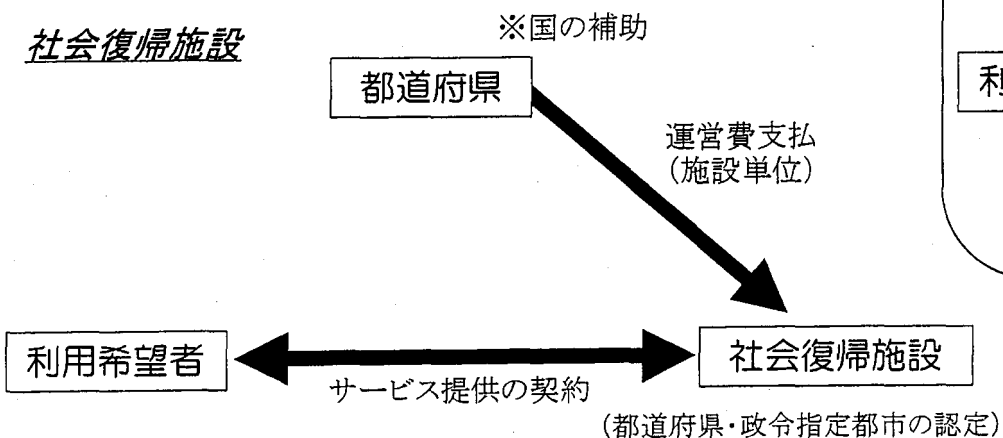 社会復帰施設
※国の補助
都道府県
運営費支払
(施設単位)
利用希望者
サービス提供の契約
社会復帰施設
(都道府県・政令指定都市の認定)